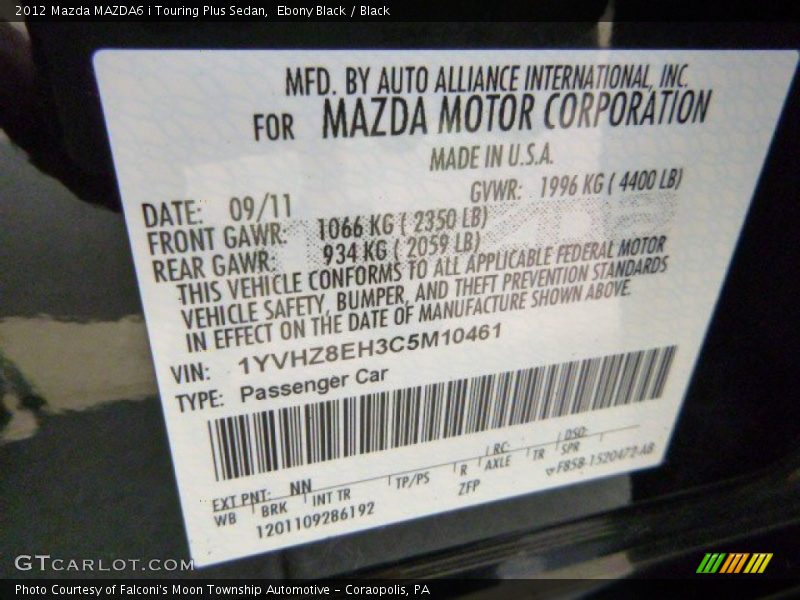 2012 Mazda MAZDA6 i Touring Plus Sedan,  Ebony Black / Black
MFD. BY AUTO ALLIANCE INTERNATIONAL, INC.
FOR MAZDA MOTOR CORPORATION
MADE IN U.S.A.
DATE: 09/11 GVWR: 1996 KG ( 4400 LB)
FRONT GAWR: 1066 KG ( 2350 LB)
REAR GAWR: 934 KG ( 2059 LB)
THIS VEHICLE CONFORMS TO ALL APPLICABLE FEDERAL MOTOR
VEHICLE SAFETY, BUMPER, AND THEFT PREVENTION STANDARDS
IN EFFECT ON THE DATE OF MANUFACTURE SHOWN ABOVE.
VIN: 1YVHZ8EH3C5M10461
TYPE: Passenger Car
EXT PNT: NN RC: DSO:
WB BRK INT TR TP/PS R AXLE TR SPR
ZFP F858-1520472-AB
1201109286192
GTCARLOT.COM
Photo Courtesy of Falconi's Moon Township Automotive - Coraopolis, PA